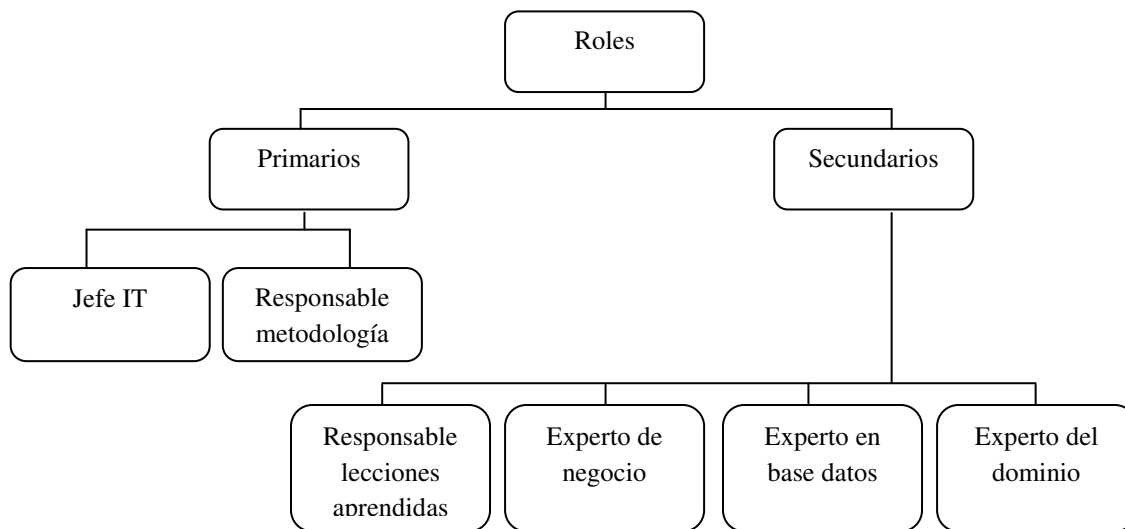 Roles
Primarios
Secundarios
Jefe IT
Responsable
metodología
Responsable
lecciones
aprendidas
Experto de
negocio
Experto en
base datos
Experto del
dominio